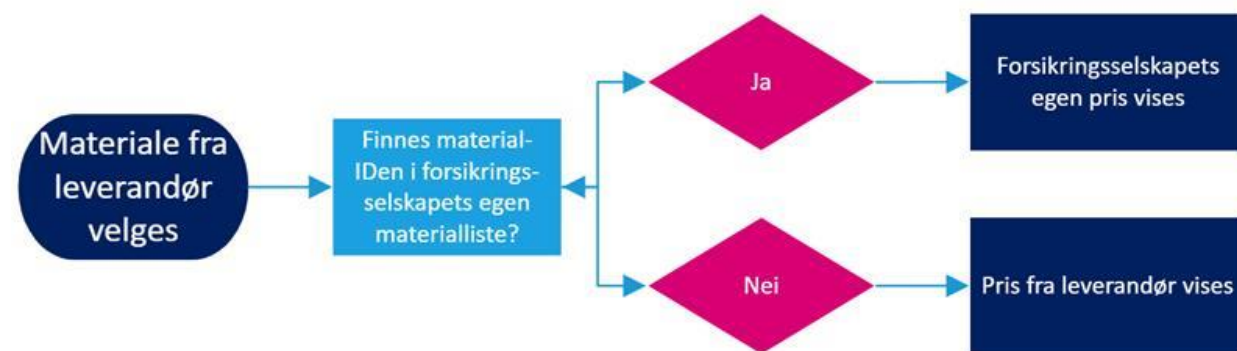 Materiale fra
leverandør
velges
Finnes material-
IDen i forsikrings-
selskapets egen
materialliste?
Ja
Forsikringsselskapets
egen pris vises
Nei
Pris fra leverandør vises